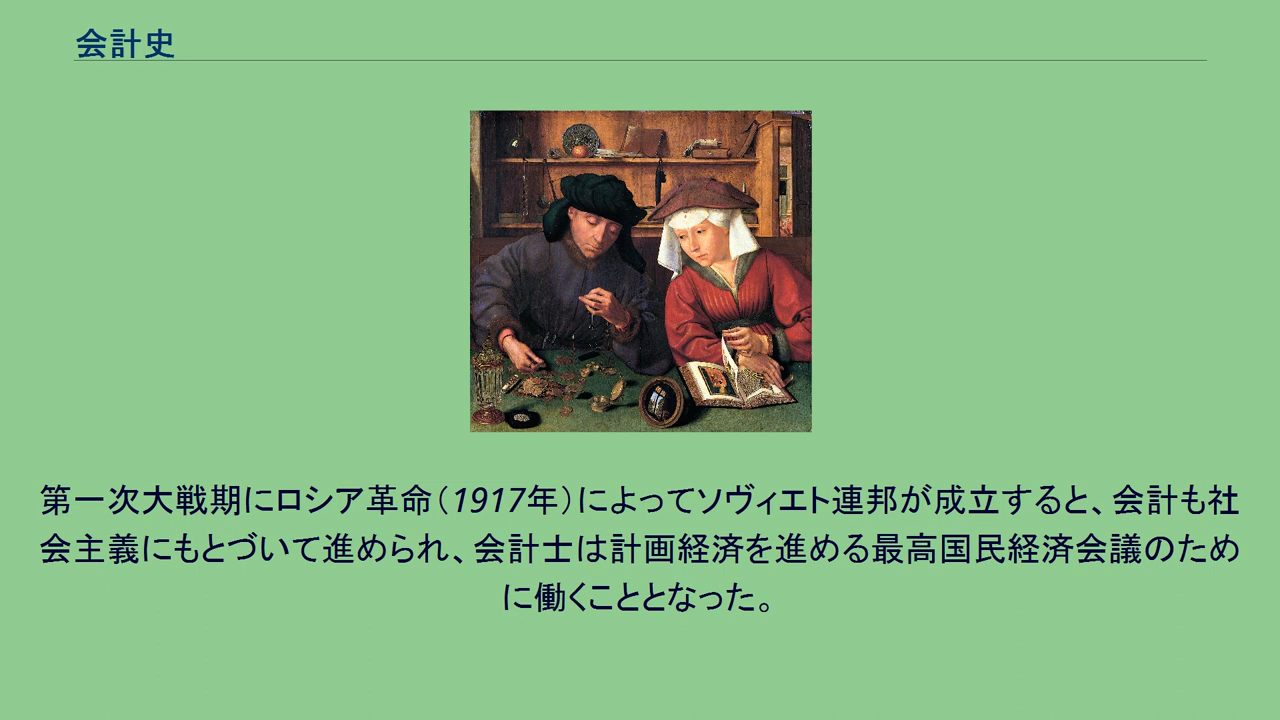 会計史
第一次大戦期にロシア革命(1917年)によってソヴィエト連邦が成立すると、会計も社
会主義にもとづいて進められ、会計士は計画経済を進める最高国民経済会議のため
に働くこととなった。